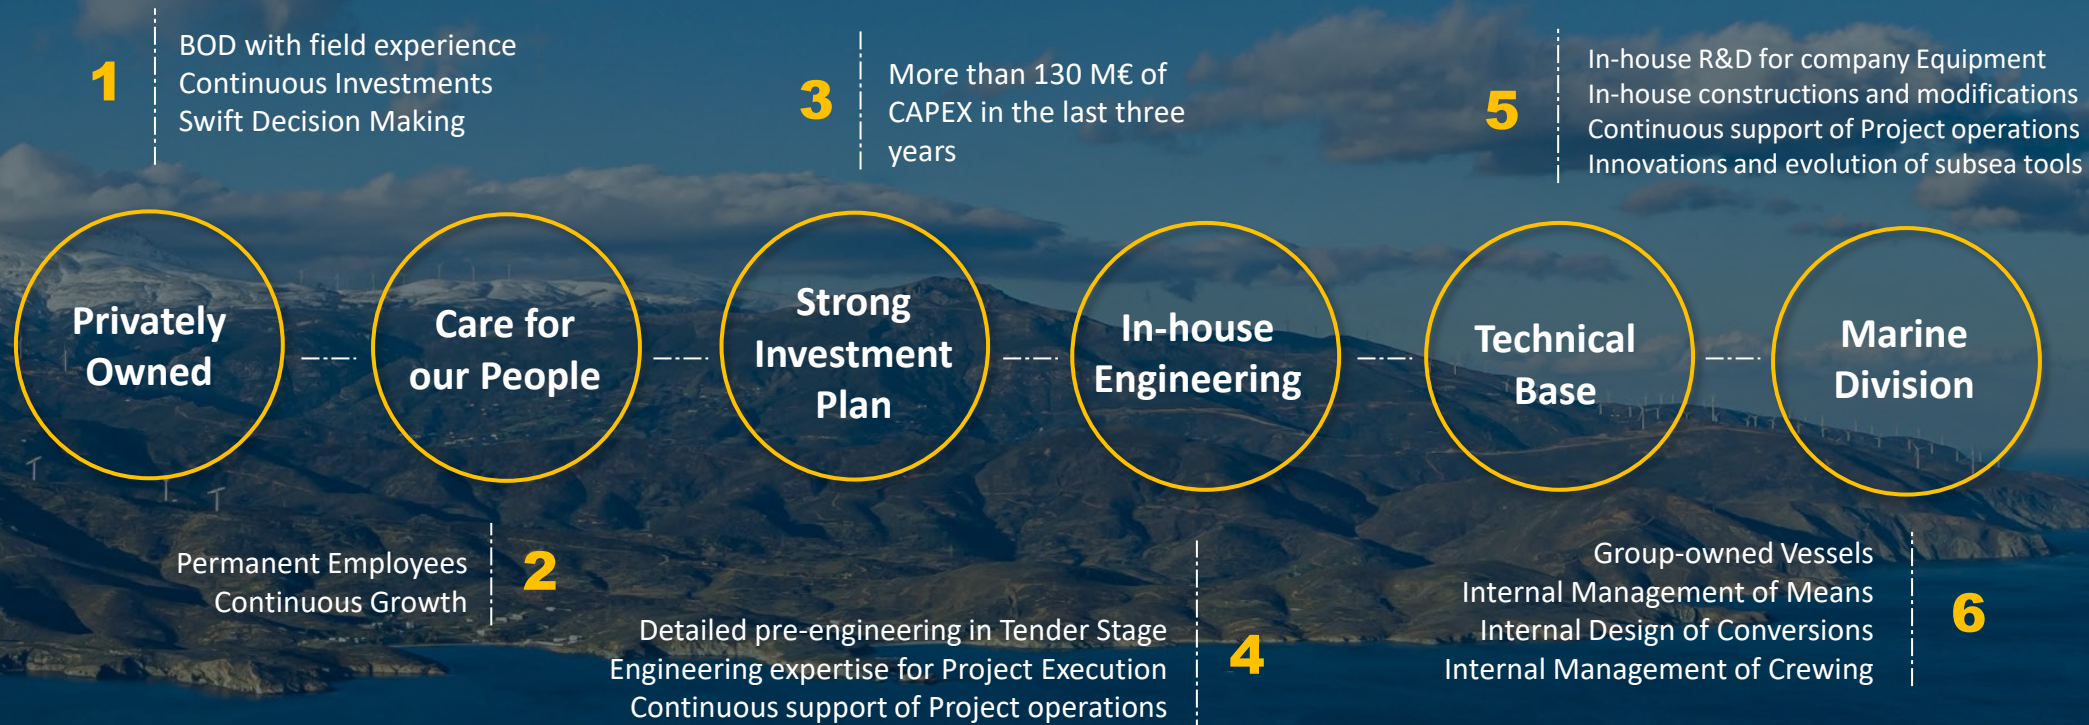 1
BOD with field experience
Continuous Investments
Swift Decision Making
3
More than 130 M€ of
CAPEX in the last three
years
5
In-house R&D for company Equipment
In-house constructions and modifications
Continuous support of Project operations
Innovations and evolution of subsea tools
Privately
Owned
Care for
our People
Strong
Investment
Plan
In-house
Engineering
Technical
Base
Marine
Division
Permanent Employees
Continuous Growth
2
Detailed pre-engineering in Tender Stage
Engineering expertise for Project Execution
Continuous support of Project operations
4
Group-owned Vessels
Internal Management of Means
Internal Design of Conversions
Internal Management of Crewing
6